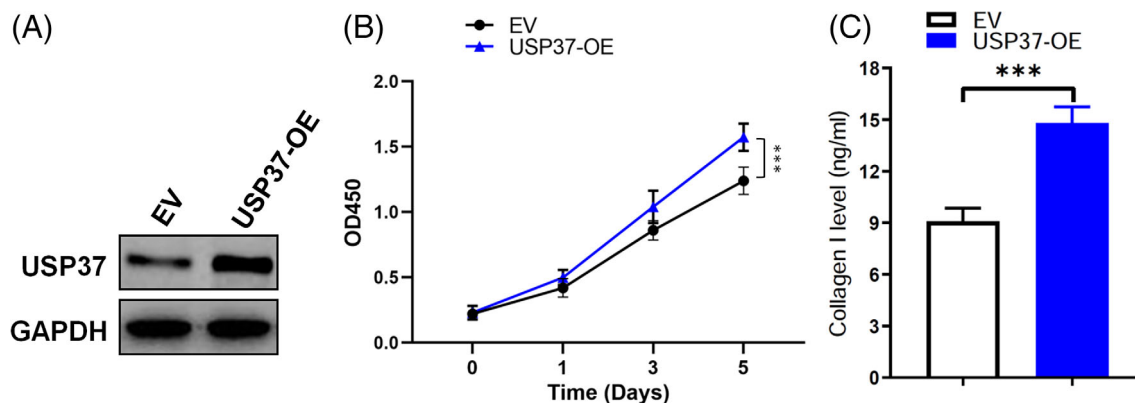 (A)
EV
USP37-OE
USP37
GAPDH
(B)
EV
USP37-OE
2.0
1.5
1.0
0.5
0.0
OD450
***
0 1 3 5
Time (Days)
(C)
EV
USP37-OE
***
18
15
12
9
6
3
0
Collagen I level (ng/ml)